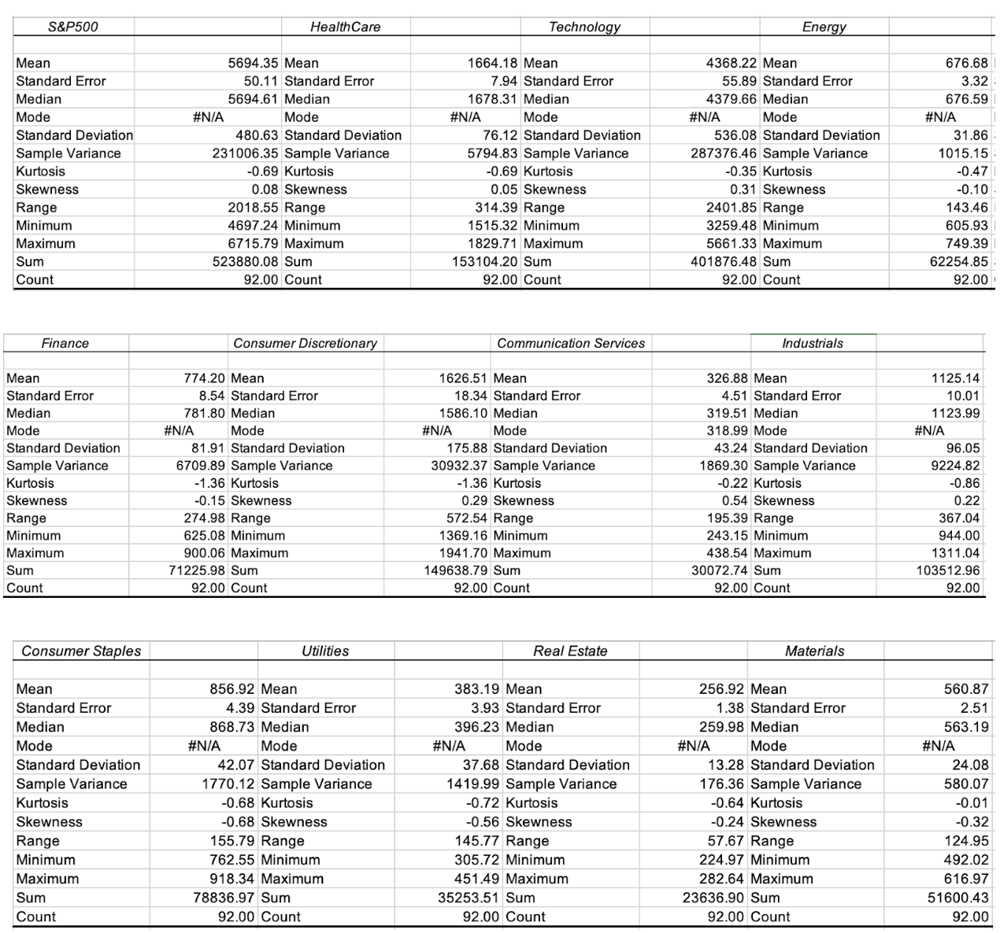 S&P500 HealthCare Technology Energy
Mean 5694.35 Mean 1664.18 Mean 4368.22 Mean 676.68
Standard Error 50.11 Standard Error 7.94 Standard Error 55.89 Standard Error 3.32
Median 5694.61 Median 1678.31 Median 4379.66 Median 676.59
Mode #N/A Mode #N/A Mode #N/A Mode #N/A
Standard Deviation 480.63 Standard Deviation 76.12 Standard Deviation 536.08 Standard Deviation 31.86
Sample Variance 231006.35 Sample Variance 5794.83 Sample Variance 287376.46 Sample Variance 1015.15
Kurtosis -0.69 Kurtosis -0.69 Kurtosis -0.35 Kurtosis -0.47
Skewness 0.08 Skewness 0.05 Skewness 0.31 Skewness -0.10
Range 2018.55 Range 314.39 Range 2401.85 Range 143.46
Minimum 4697.24 Minimum 1515.32 Minimum 3259.48 Minimum 605.93
Maximum 6715.79 Maximum 1829.71 Maximum 5661.33 Maximum 749.39
Sum 523880.08 Sum 153104.20 Sum 401876.48 Sum 62254.85
Count 92.00 Count 92.00 Count 92.00 Count 92.00
Finance Consumer Discretionary Communication Services Industrials
Mean 774.20 Mean 1626.51 Mean 326.88 Mean 1125.14
Standard Error 8.54 Standard Error 18.34 Standard Error 4.51 Standard Error 10.01
Median 781.80 Median 1586.10 Median 319.51 Median 1123.99
Mode #N/A Mode #N/A Mode 318.99 Mode #N/A
Standard Deviation 81.91 Standard Deviation 175.88 Standard Deviation 43.24 Standard Deviation 96.05
Sample Variance 6709.89 Sample Variance 30932.37 Sample Variance 1869.30 Sample Variance 9224.82
Kurtosis -1.36 Kurtosis -1.36 Kurtosis -0.22 Kurtosis -0.86
Skewness -0.15 Skewness 0.29 Skewness 0.54 Skewness 0.22
Range 274.98 Range 572.54 Range 195.39 Range 367.04
Minimum 625.08 Minimum 1369.16 Minimum 243.15 Minimum 944.00
Maximum 900.06 Maximum 1941.70 Maximum 438.54 Maximum 1311.04
Sum 71225.98 Sum 149638.79 Sum 30072.74 Sum 103512.96
Count 92.00 Count 92.00 Count 92.00 Count 92.00
Consumer Staples Utilities Real Estate Materials
Mean 856.92 Mean 383.19 Mean 256.92 Mean 560.87
Standard Error 4.39 Standard Error 3.93 Standard Error 1.38 Standard Error 2.51
Median 868.73 Median 396.23 Median 259.98 Median 563.19
Mode #N/A Mode #N/A Mode #N/A Mode #N/A
Standard Deviation 42.07 Standard Deviation 37.68 Standard Deviation 13.28 Standard Deviation 24.08
Sample Variance 1770.12 Sample Variance 1419.99 Sample Variance 176.36 Sample Variance 580.07
Kurtosis -0.68 Kurtosis -0.72 Kurtosis -0.64 Kurtosis -0.01
Skewness -0.68 Skewness -0.56 Skewness -0.24 Skewness -0.32
Range 155.79 Range 145.77 Range 57.67 Range 124.95
Minimum 762.55 Minimum 305.72 Minimum 224.97 Minimum 492.02
Maximum 918.34 Maximum 451.49 Maximum 282.64 Maximum 616.97
Sum 78836.97 Sum 35253.51 Sum 23636.90 Sum 51600.43
Count 92.00 Count 92.00 Count 92.00 Count 92.00